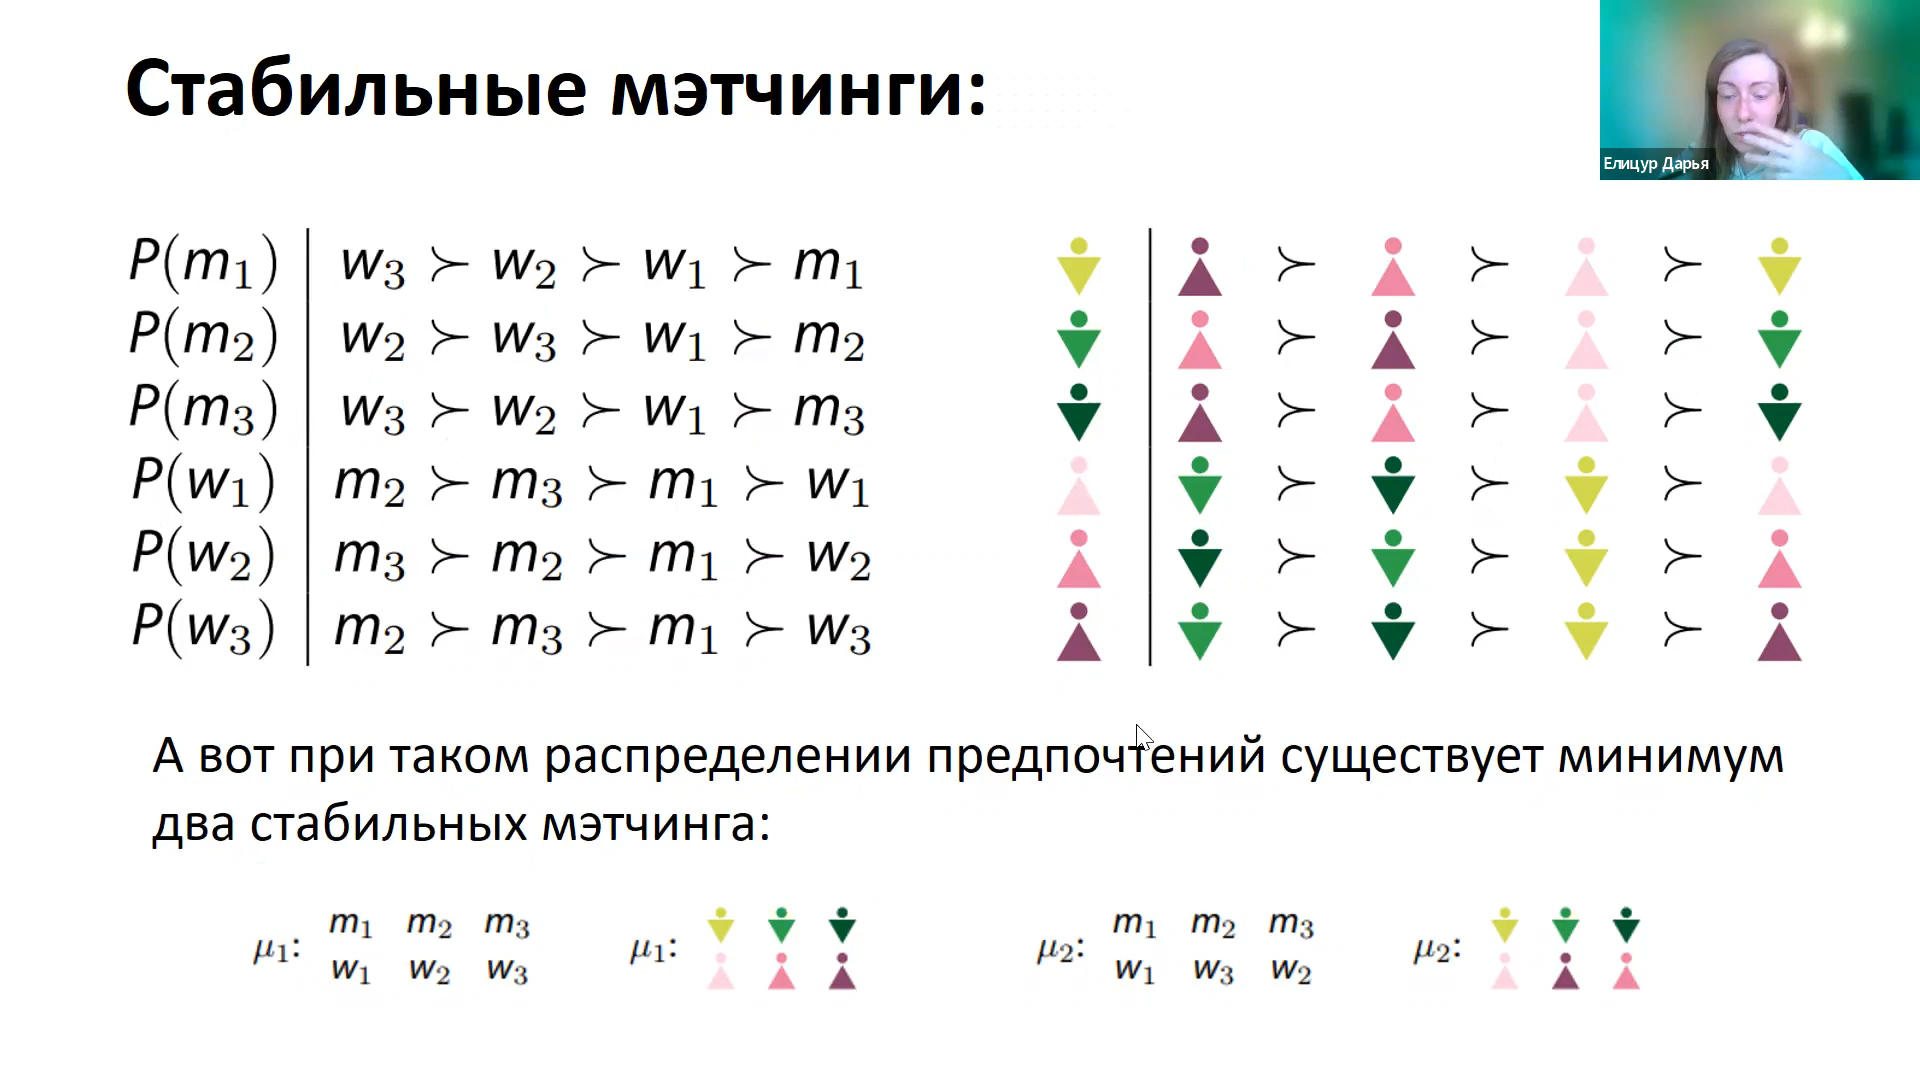 Стабильные мэтчинги:
Елицур Дарья
P(m₁) | w₃ ≻ w₂ ≻ w₁ ≻ m₁
P(m₂) | w₂ ≻ w₃ ≻ w₁ ≻ m₂
P(m₃) | w₃ ≻ w₂ ≻ w₁ ≻ m₃
P(w₁) | m₂ ≻ m₃ ≻ m₁ ≻ w₁
P(w₂) | m₃ ≻ m₂ ≻ m₁ ≻ w₂
P(w₃) | m₂ ≻ m₃ ≻ m₁ ≻ w₃
≻ ≻ ≻
≻ ≻ ≻
≻ ≻ ≻
≻ ≻ ≻
≻ ≻ ≻
≻ ≻ ≻
А вот при таком распределении предпочтений существует минимум
два стабильных мэтчинга:
μ₁:
m₁ m₂ m₃
w₁ w₂ w₃
μ₁:
μ₂:
m₁ m₂ m₃
w₁ w₃ w₂
μ₂: